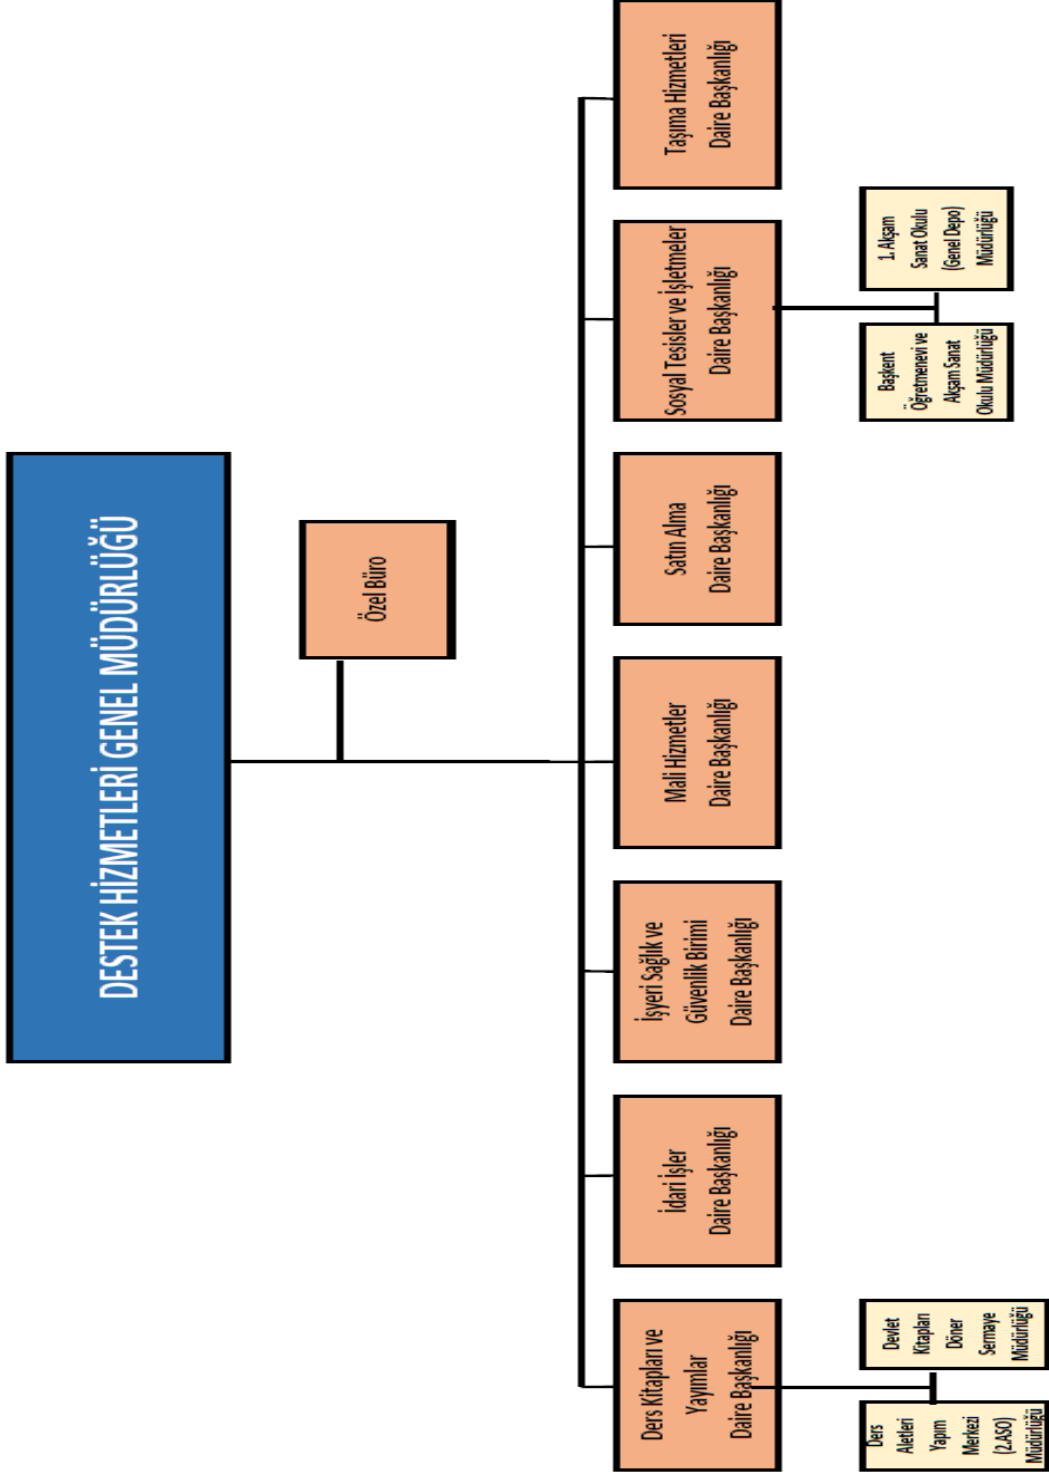 DESTEK HİZMETLERİ GENEL MÜDÜRLÜĞÜ
Özel Büro
Ders Kitapları ve
Yayımlar
Daire Başkanlığı
İdari İşler
Daire Başkanlığı
İşyeri Sağlık ve
Güvenlik Birimi
Daire Başkanlığı
Mali Hizmetler
Daire Başkanlığı
Satın Alma
Daire Başkanlığı
Sosyal Tesisler ve İşletmeler
Daire Başkanlığı
Taşıma Hizmetleri
Daire Başkanlığı
Ders
Aletleri
Yapım
Merkezi
(2.ASO)
Müdürlüğü
Devlet
Kitapları
Döner
Sermaye
Müdürlüğü
Başkent
Öğretmenevi ve
Akşam Sanat
Okulu Müdürlüğü
1. Akşam
Sanat Okulu
(Genel Depo)
Müdürlüğü